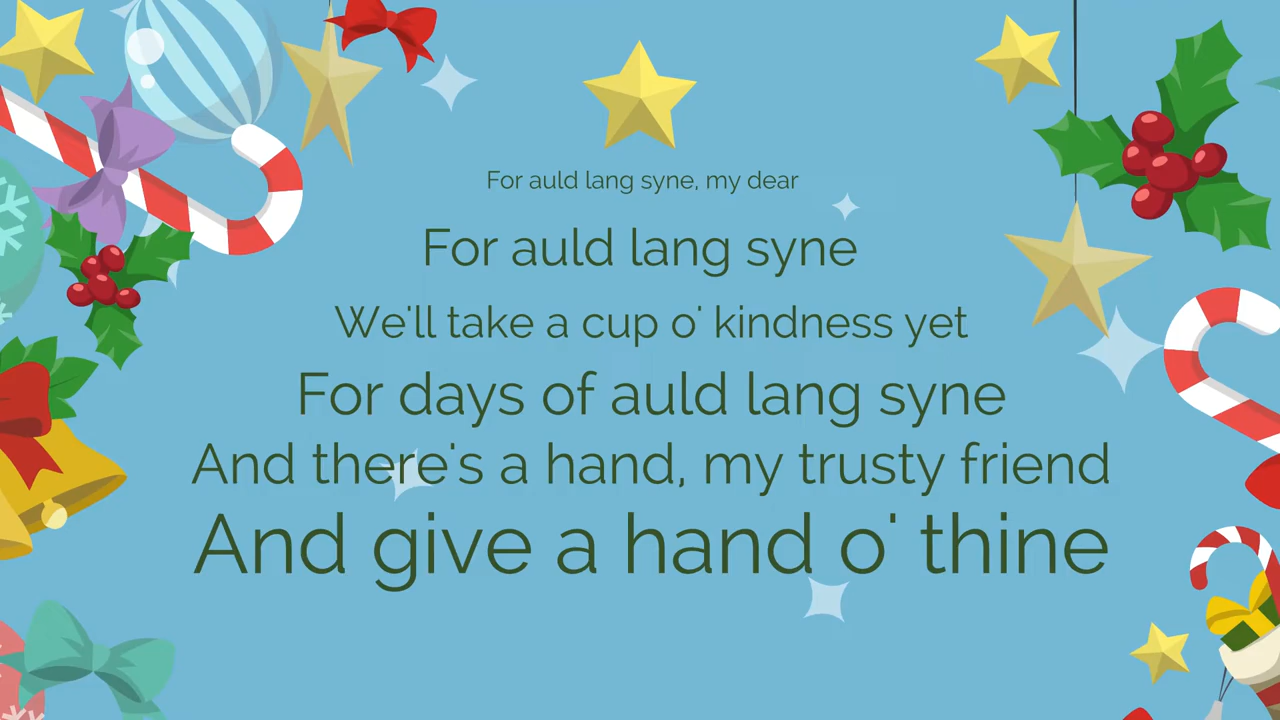 For auld lang syne, my dear
For auld lang syne
We'll take a cup o' kindness yet
For days of auld lang syne
And there's a hand, my trusty friend
And give a hand o' thine